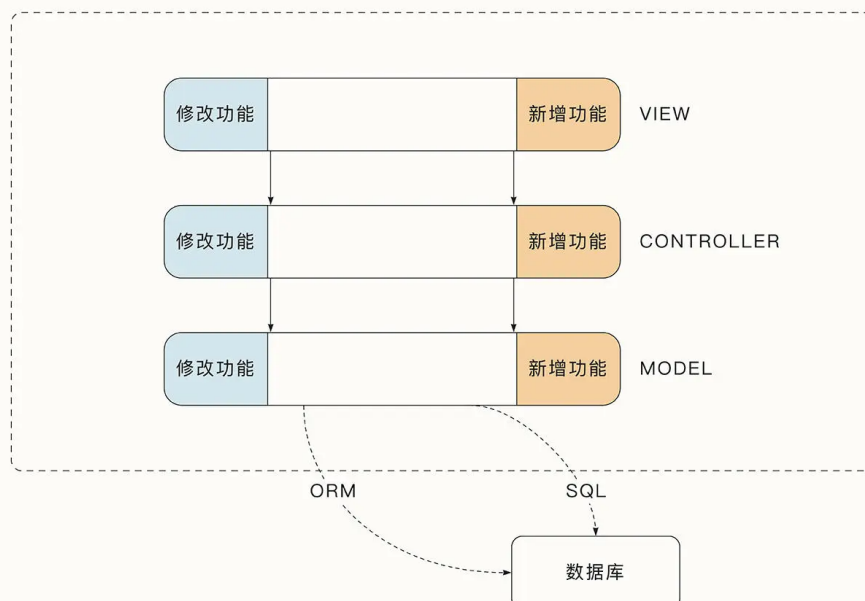 修改功能 新增功能 VIEW
修改功能 新增功能 CONTROLLER
修改功能 新增功能 MODEL
ORM SQL
数据库